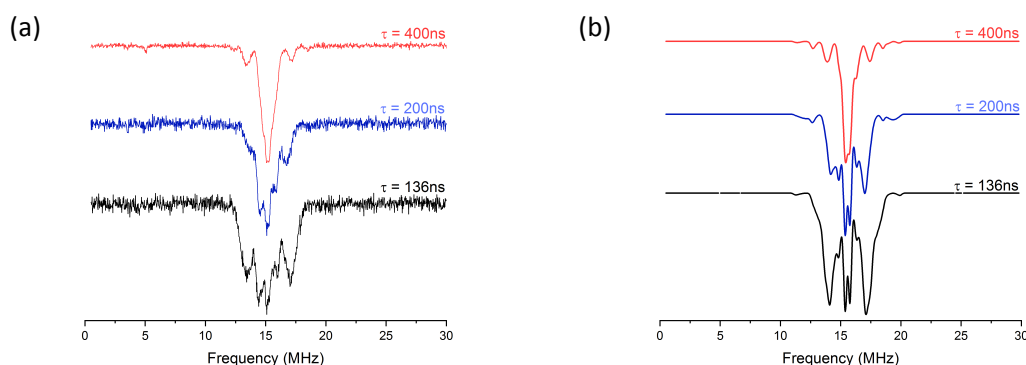 (a)
τ = 400ns
τ = 200ns
τ = 136ns
0 5 10 15 20 25 30
Frequency (MHz)
(b)
τ = 400ns
τ = 200ns
τ = 136ns
0 5 10 15 20 25 30
Frequency (MHz)